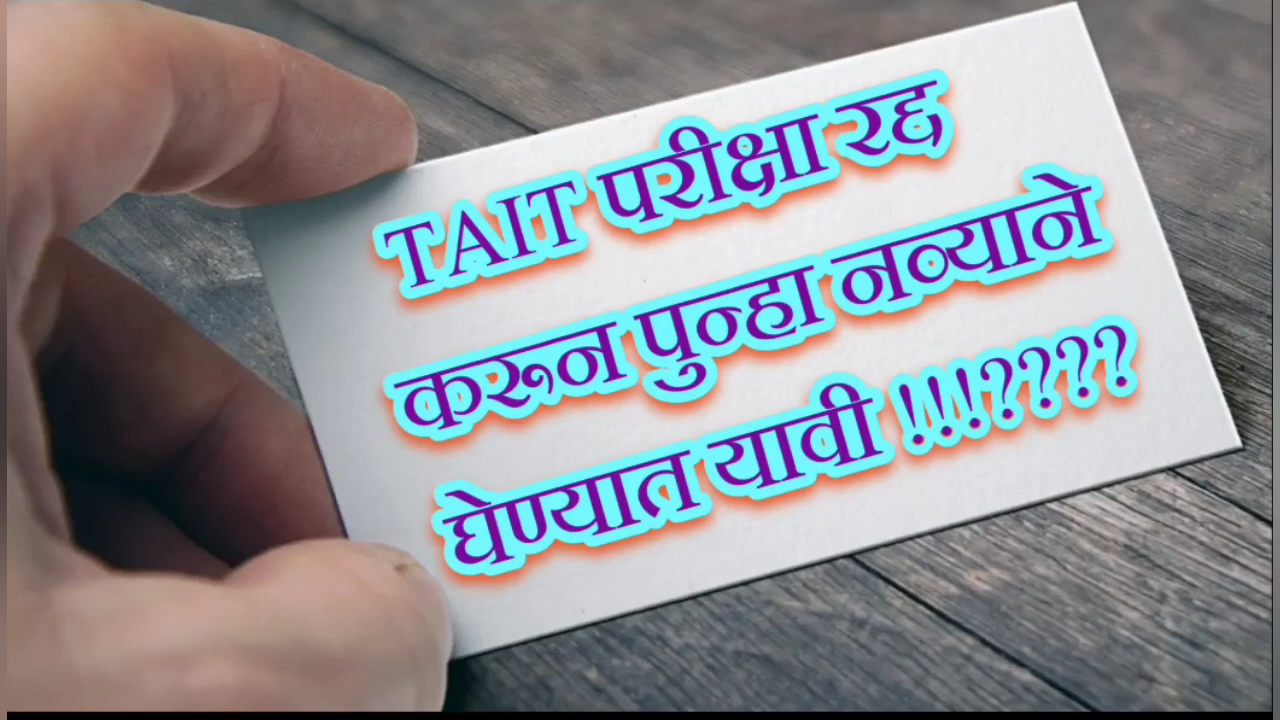 TAIT परीक्षा रद्द
करून पुन्हा नव्याने
घेण्यात यावी !!!????